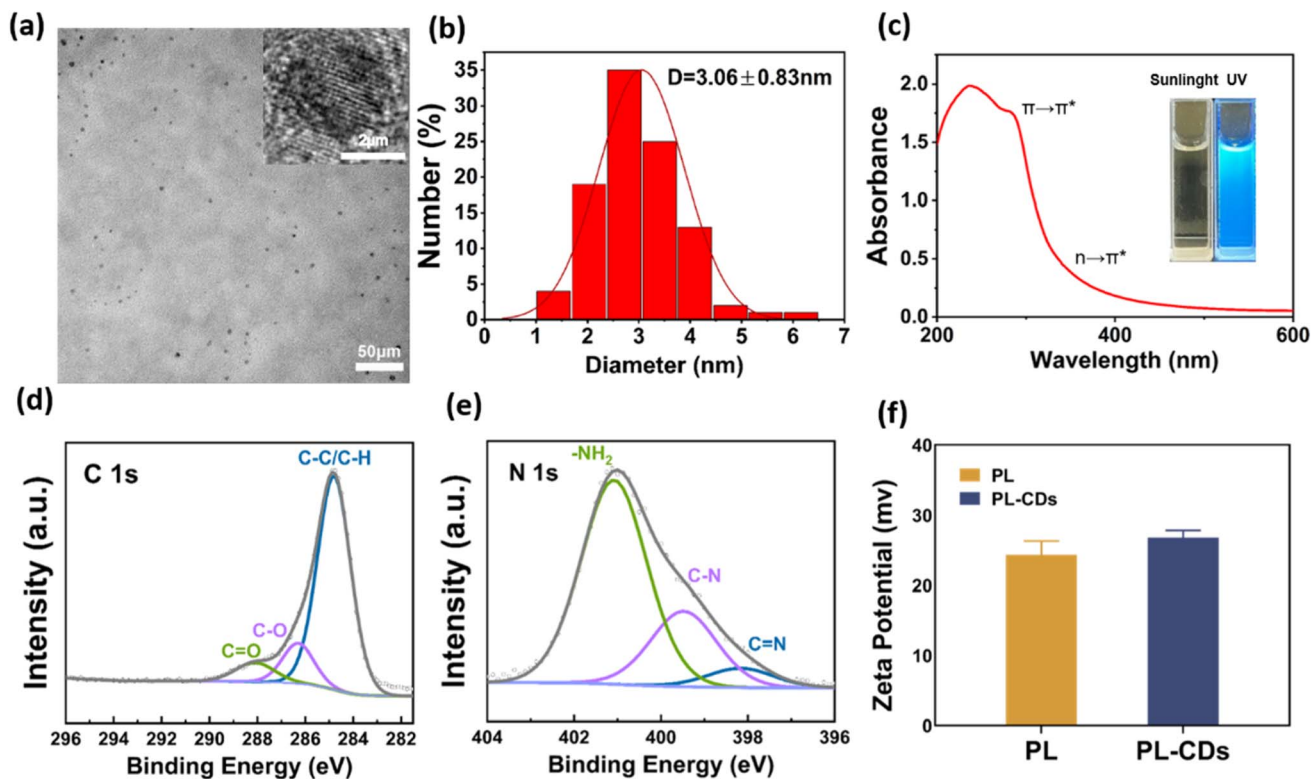 (a)
2μm
50μm
(b)
D=3.06±0.83nm
Number (%)
35
30
25
20
15
10
5
0
0 1 2 3 4 5 6 7
Diameter (nm)
(c)
Sunlinght UV
π→π*
n→π*
Absorbance
2.0
1.5
1.0
0.5
0.0
200 300 400 500 600
Wavelength (nm)
(d)
C 1s
C-C/C-H
C-O
C=O
Intensity (a.u.)
296 294 292 290 288 286 284 282
Binding Energy (eV)
(e)
N 1s
-NH₂
C-N
C=N
Intensity (a.u.)
404 402 400 398 396
Binding Energy (eV)
(f)
PL
PL-CDs
Zeta Potential (mv)
40
30
20
10
0
PL PL-CDs